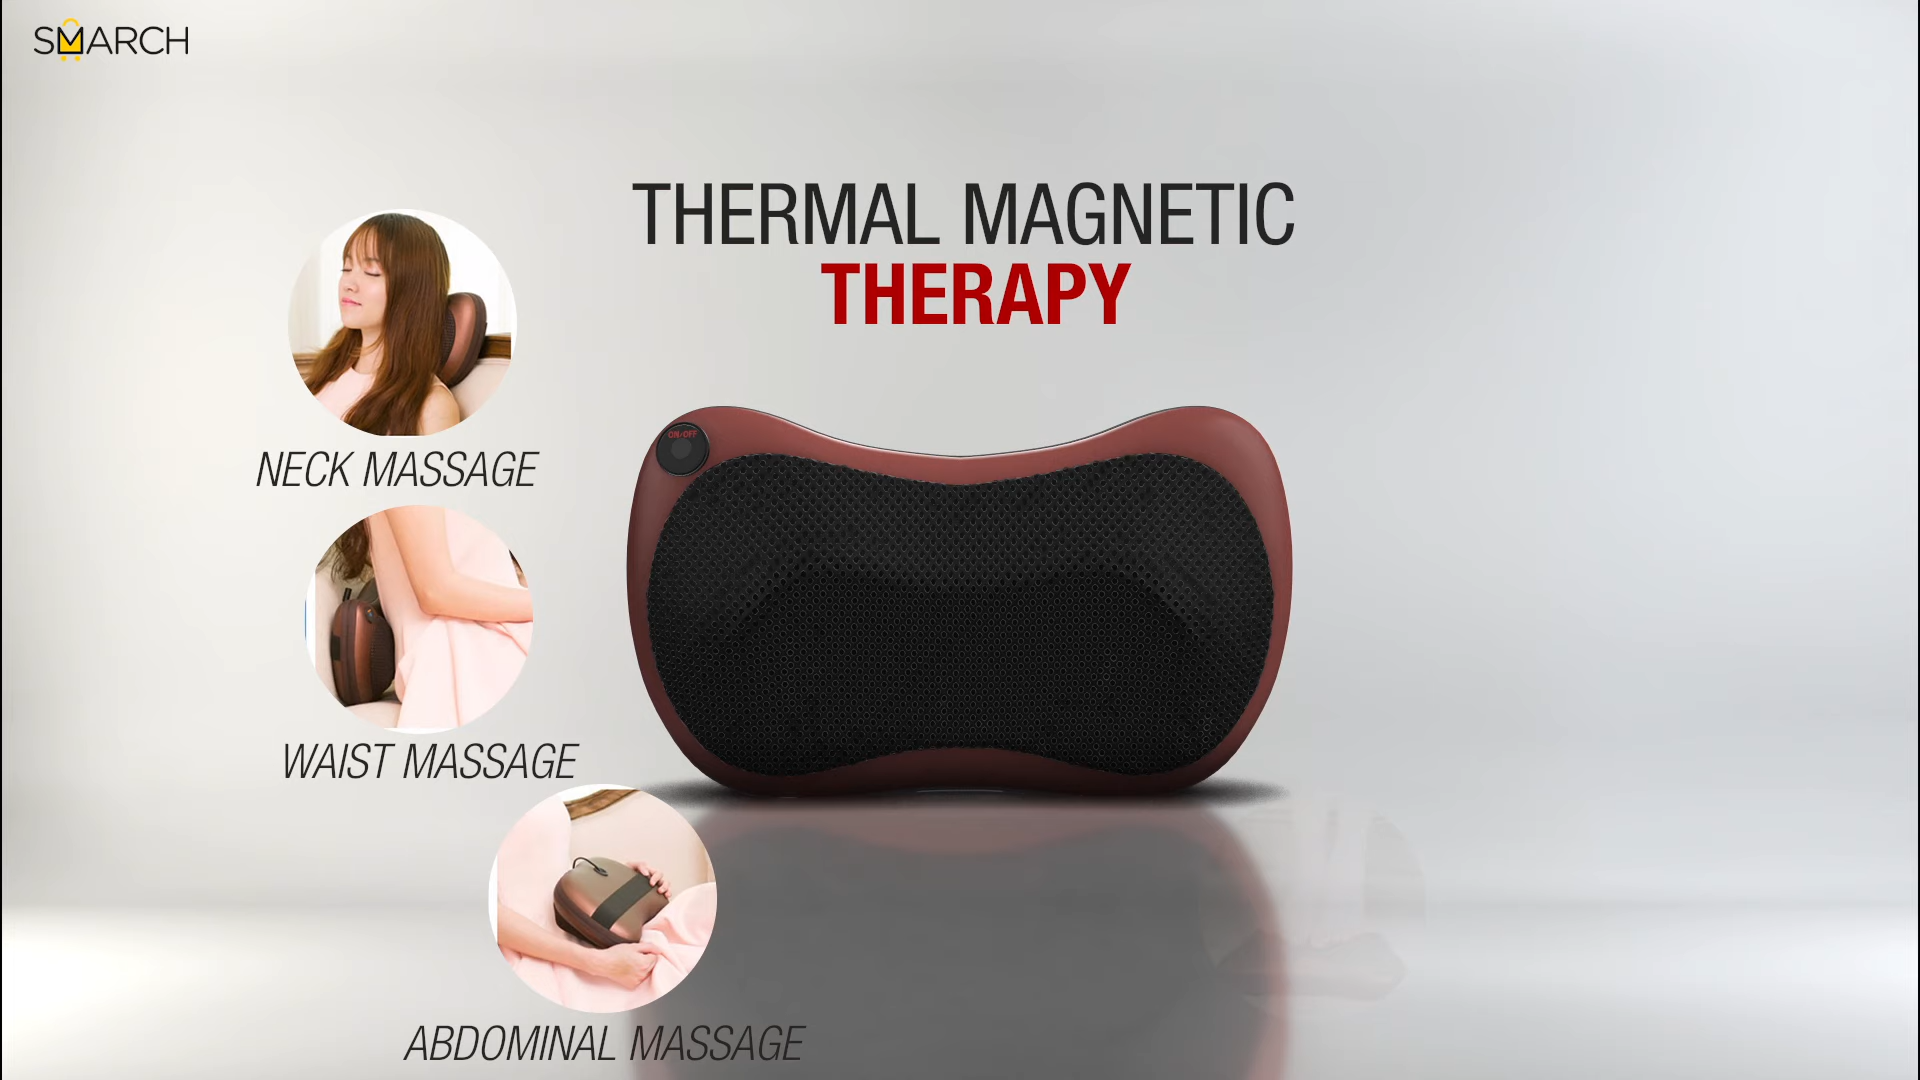 SMARCH
THERMAL MAGNETIC
THERAPY
ON/OFF
NECK MASSAGE
WAIST MASSAGE
ABDOMINAL MASSAGE